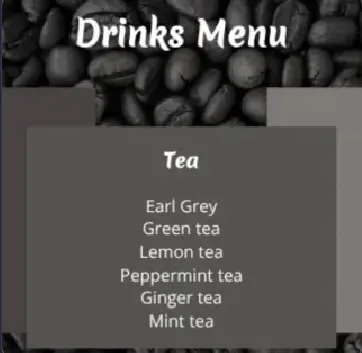 Drinks Menu
Tea
Earl Grey
Green tea
Lemon tea
Peppermint tea
Ginger tea
Mint tea